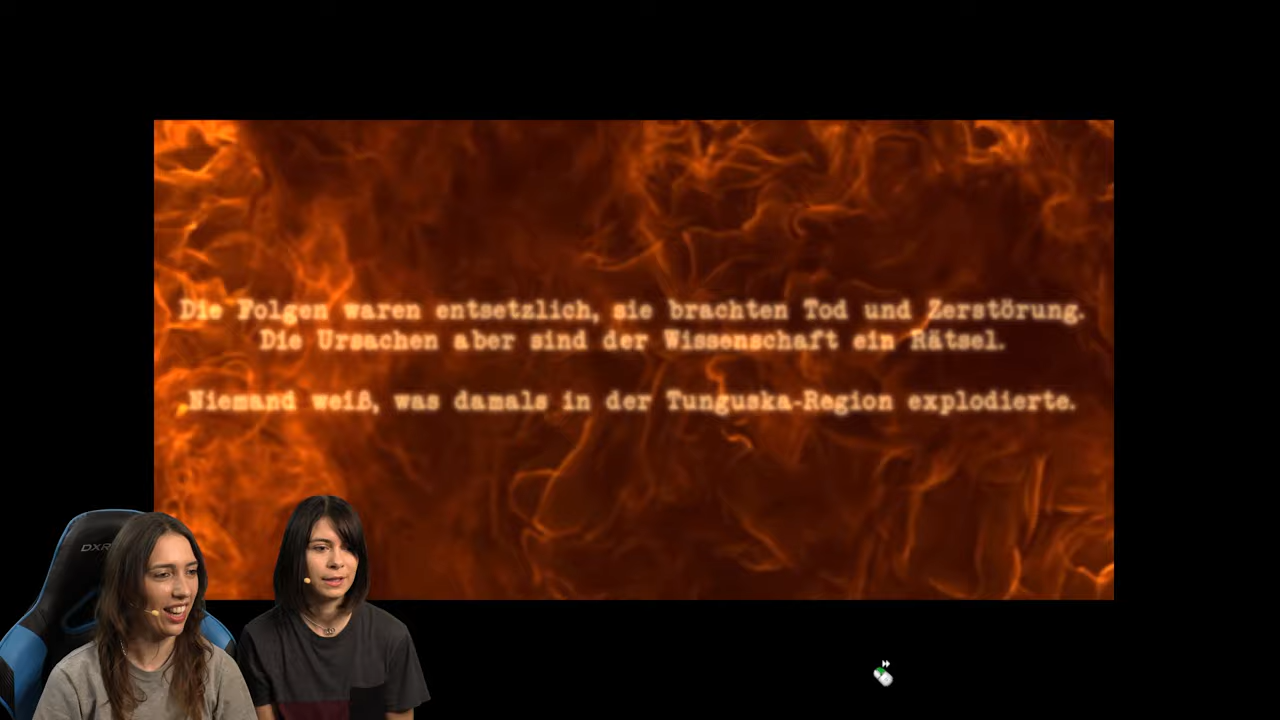 Die Folgen waren entsetzlich, sie brachten Tod und Zerstörung.
Die Ursachen aber sind der Wissenschaft ein Rätsel.
Niemand weiß, was damals in der Tunguska-Region explodierte.
DXR